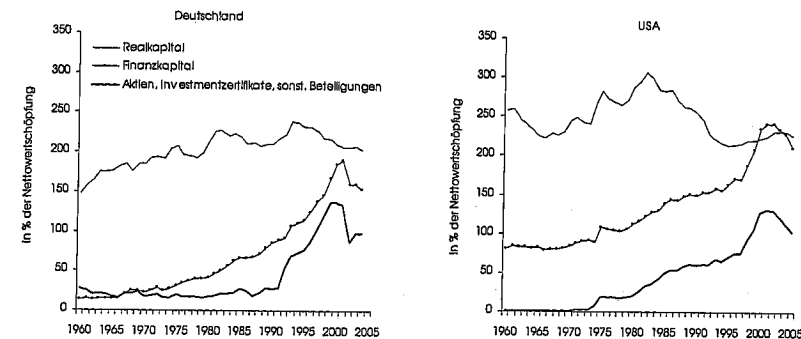 Deutschland
350
300
250
200
150
100
50
0
In % der Nettowertschöpfung
Realkapital
Finanzkapital
Aktien, Investmentzertifikate, sonst. Beteiligungen
1960 1965 1970 1975 1980 1985 1990 1995 2000 2005
USA
350
300
250
200
150
100
50
0
In % der Nettowertschöpfung
1960 1965 1970 1975 1980 1985 1990 1995 2000 2005